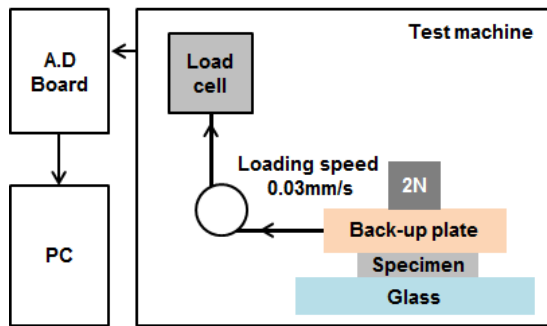 A.D
Board
PC
Test machine
Load
cell
Loading speed
0.03mm/s
2N
Back-up plate
Specimen
Glass